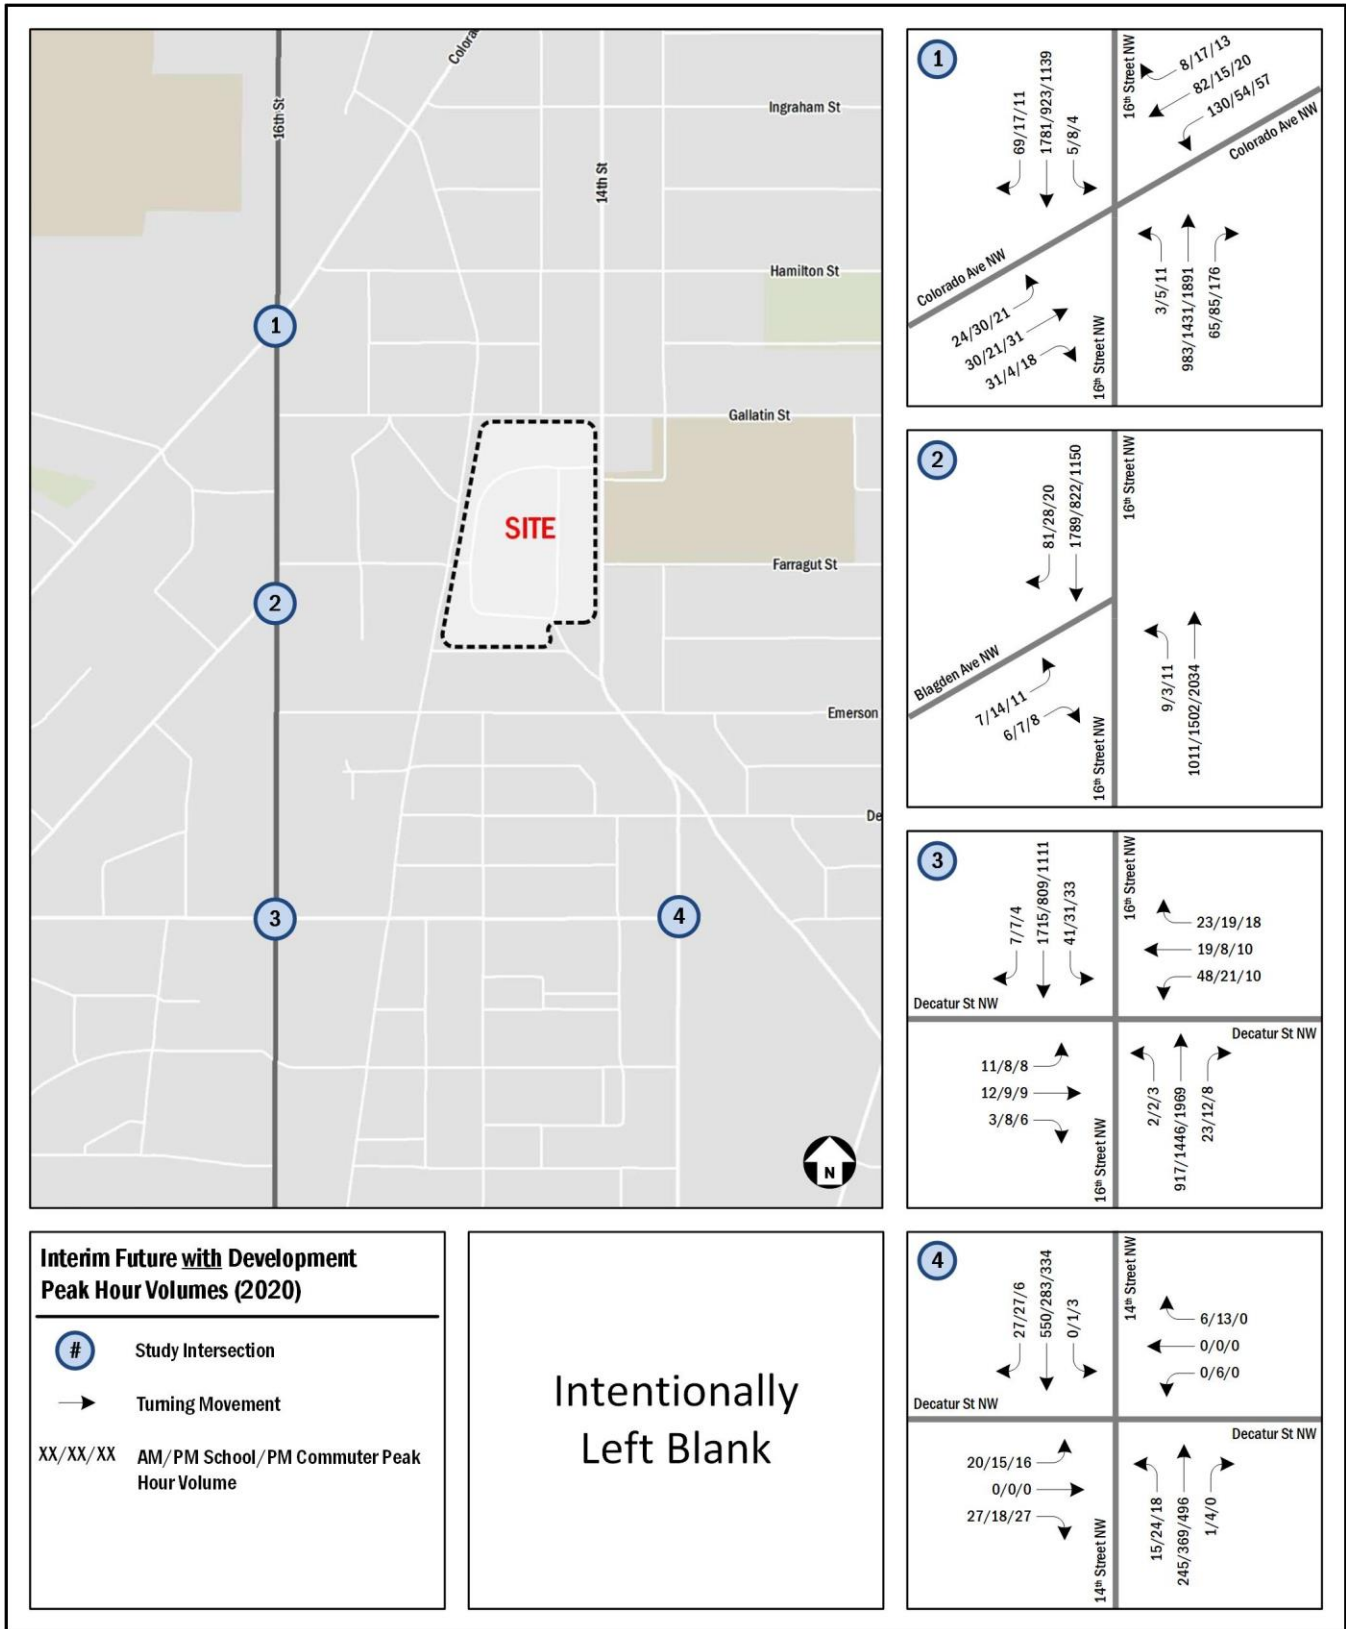 16th St
Colorad
Ingraham St
14th St
Hamilton St
1
Gallatin St
SITE
Farragut St
2
Emerson
De
3
4
N
Interim Future with Development
Peak Hour Volumes (2020)
# Study Intersection
Turning Movement
XX/XX/XX AM/PM School/PM Commuter Peak
Hour Volume
Intentionally
Left Blank
1
69/17/11
1781/923/1139
5/8/4
16th Street NW
8/17/13
82/15/20
130/54/57
Colorado Ave NW
Colorado Ave NW
24/30/21
30/21/31
31/4/18
16th Street NW
3/5/11
983/1431/1891
65/85/176
2
81/28/20
1789/822/1150
16th Street NW
Blagden Ave NW
7/14/11
6/7/8
16th Street NW
9/3/11
1011/1502/2034
3
7/7/4
1715/809/1111
41/31/33
16th Street NW
23/19/18
19/8/10
48/21/10
Decatur St NW
Decatur St NW
11/8/8
12/9/9
3/8/6
16th Street NW
2/2/3
917/1446/1969
23/12/8
4
27/27/6
550/283/334
0/1/3
14th Street NW
6/13/0
0/0/0
0/6/0
Decatur St NW
Decatur St NW
20/15/16
0/0/0
27/18/27
14th Street NW
15/24/18
245/369/496
1/4/0